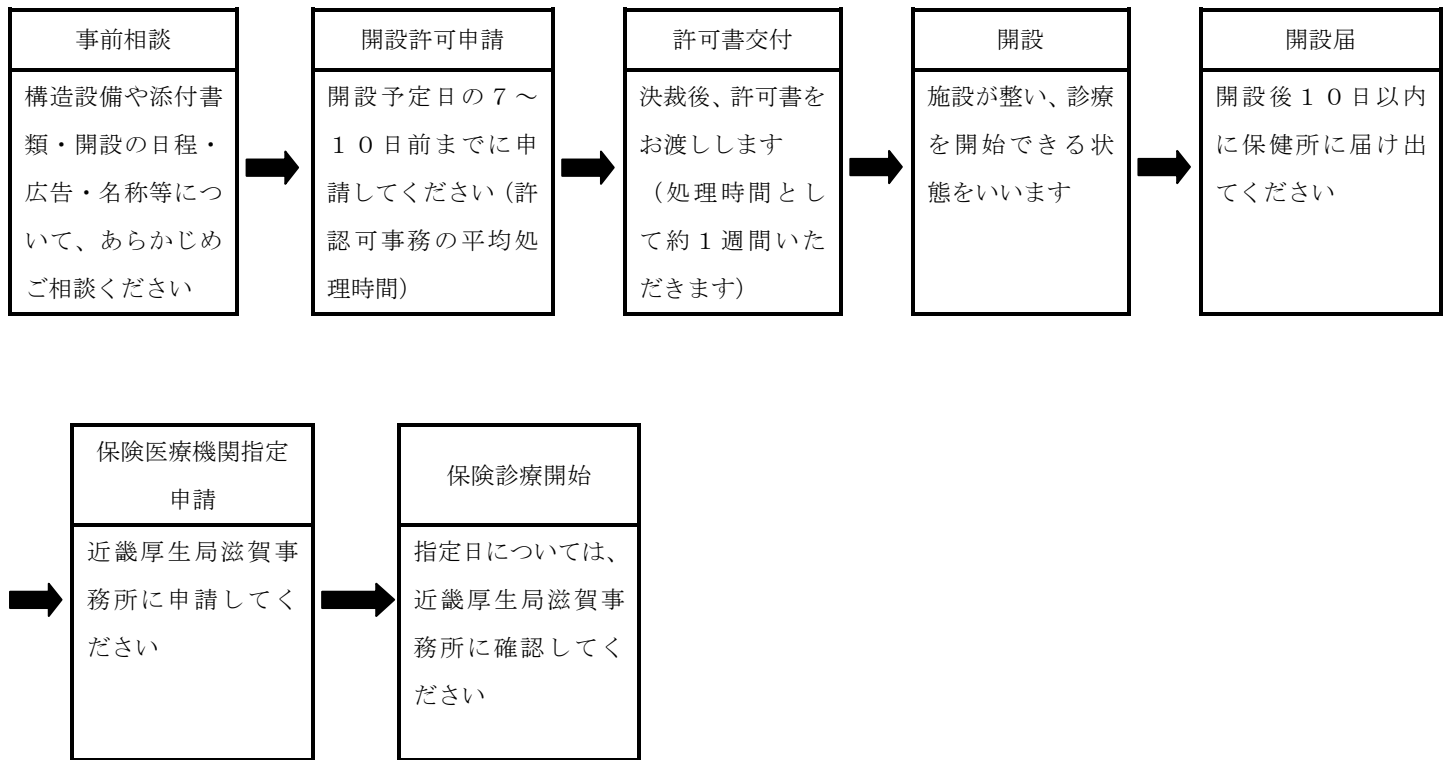 事前相談
構造設備や添付書
類・開設の日程・
広告・名称等につ
いて、あらかじめ
ご相談ください
開設許可申請
開設予定日の７～
１０日前までに申
請してください（許
認可事務の平均処
理時間）
許可書交付
決裁後、許可書を
お渡しします
（処理時間とし
て約１週間いた
だきます）
開設
施設が整い、診療
を開始できる状
態をいいます
開設届
開設後１０日以内
に保健所に届け出
てください
保険医療機関指定
申請
近畿厚生局滋賀事
務所に申請してく
ださい
保険診療開始
指定日については、
近畿厚生局滋賀事
務所に確認してく
ださい